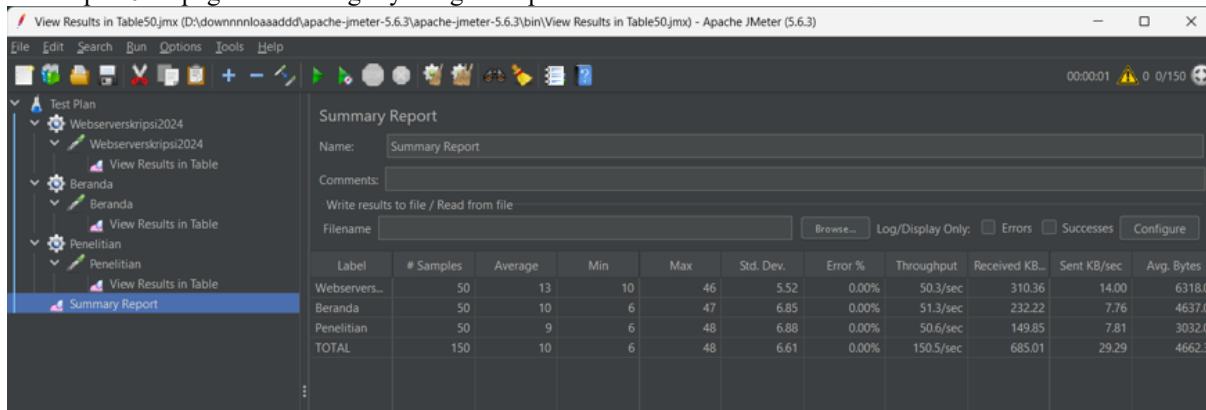 View Results in Table50.jmx (D:\downnnnloaaaddd\apache-jmeter-5.6.3\apache-jmeter-5.6.3\bin\View Results in Table50.jmx) - Apache JMeter (5.6.3)
File Edit Search Run Options Tools Help
00:00:01 0 0/150
Test Plan
Webserverskripsi2024
Webserverskripsi2024
View Results in Table
Beranda
Beranda
View Results in Table
Penelitian
Penelitian
View Results in Table
Summary Report
Summary Report
Name: Summary Report
Comments:
Write results to file / Read from file
Filename Browse... Log/Display Only: Errors Successes Configure
Label # Samples Average Min Max Std. Dev. Error % Throughput Received KB... Sent KB/sec Avg. Bytes
Webservers... 50 13 10 46 5.52 0.00% 50.3/sec 310.36 14.00 6318.0
Beranda 50 10 6 47 6.85 0.00% 51.3/sec 232.22 7.76 4637.0
Penelitian 50 9 6 48 6.88 0.00% 50.6/sec 149.85 7.81 3032.0
TOTAL 150 10 6 48 6.61 0.00% 150.5/sec 685.01 29.29 4662.3